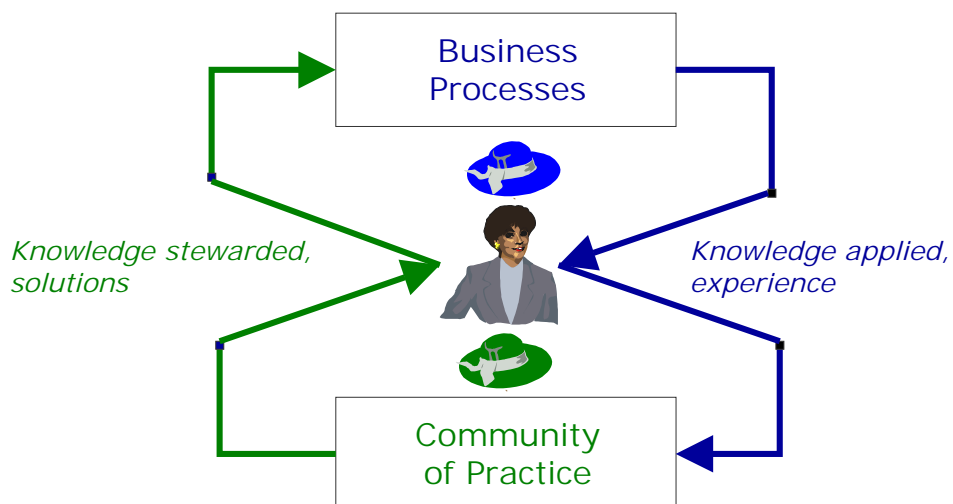 Business
Processes
Knowledge stewarded,
solutions
Knowledge applied,
experience
Community
of Practice